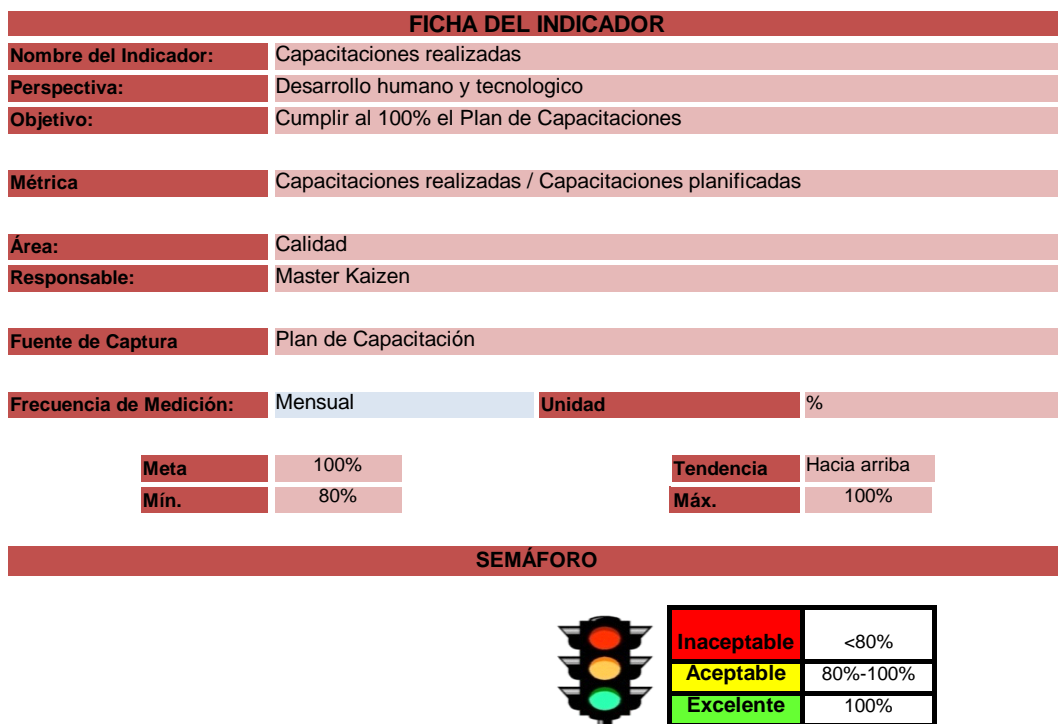 FICHA DEL INDICADOR
Nombre del Indicador: Capacitaciones realizadas
Perspectiva: Desarrollo humano y tecnologico
Objetivo: Cumplir al 100% el Plan de Capacitaciones
Métrica Capacitaciones realizadas / Capacitaciones planificadas
Área: Calidad
Responsable: Master Kaizen
Fuente de Captura Plan de Capacitación
Frecuencia de Medición: Mensual Unidad %
Meta 100% Tendencia Hacia arriba
Mín. 80% Máx. 100%
SEMÁFORO
Inaceptable <80%
Aceptable 80%-100%
Excelente 100%